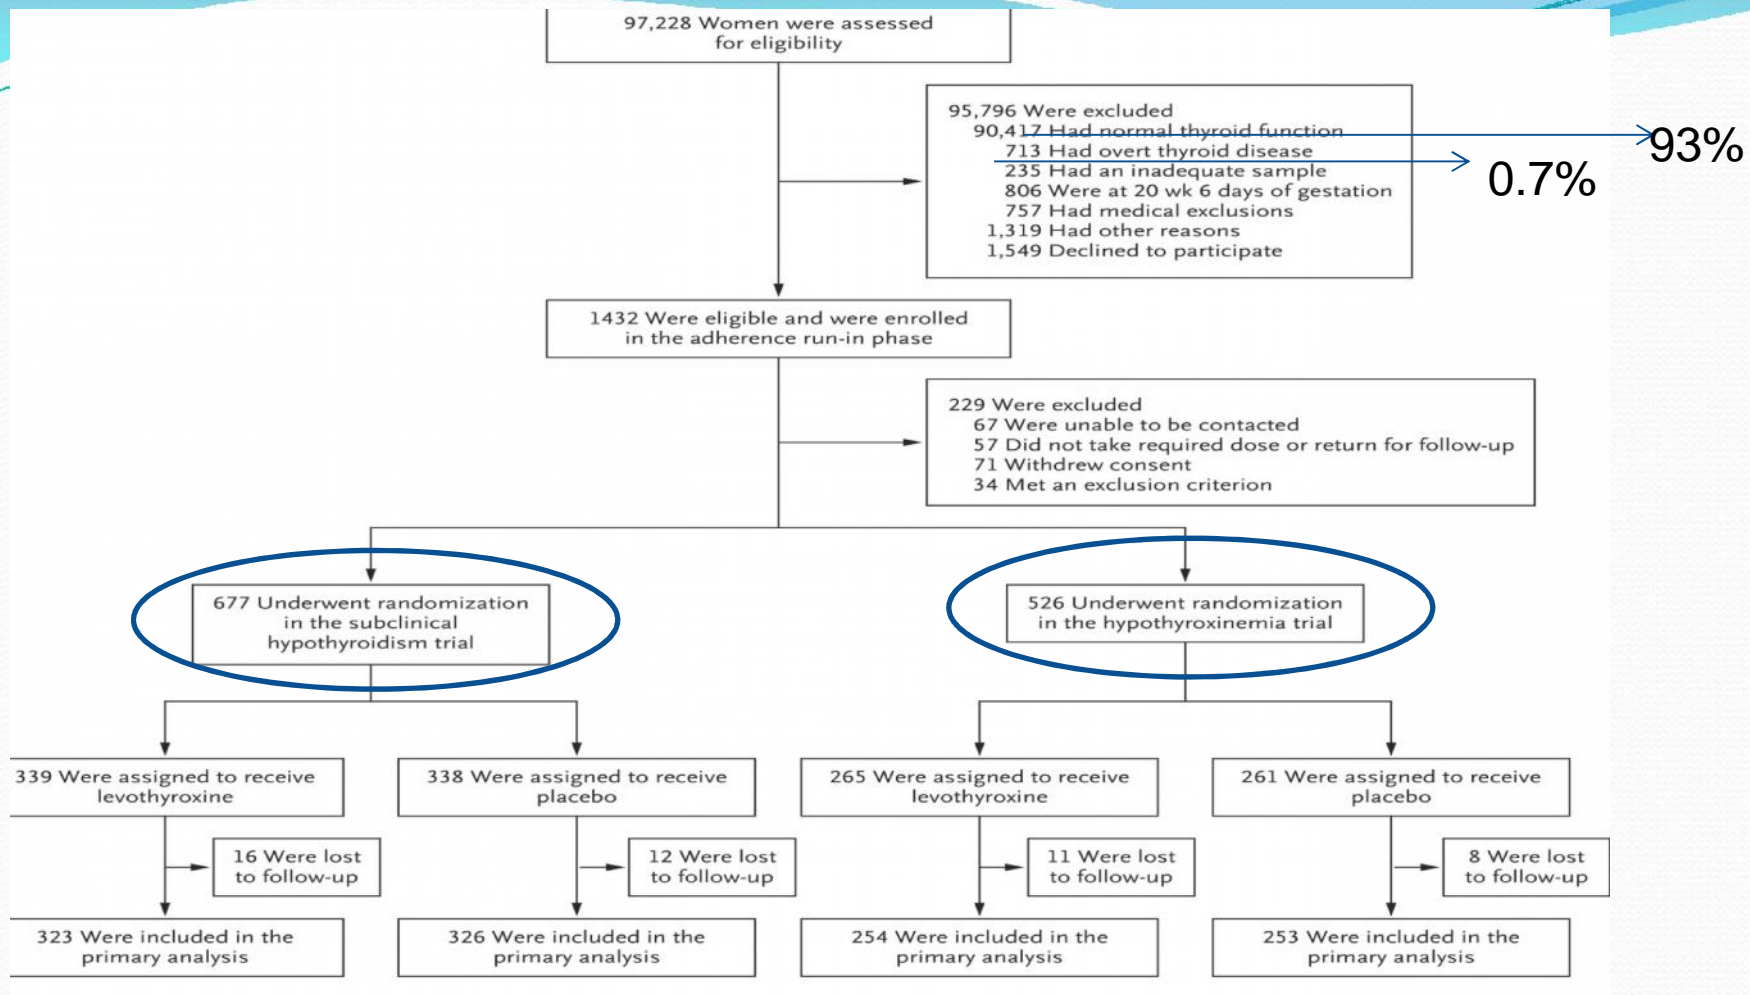 97,228 Women were assessed
for eligibility
95,796 Were excluded
90,417 Had normal thyroid function
713 Had overt thyroid disease
235 Had an inadequate sample
806 Were at 20 wk 6 days of gestation
757 Had medical exclusions
1,319 Had other reasons
1,549 Declined to participate
93%
0.7%
1432 Were eligible and were enrolled
in the adherence run-in phase
229 Were excluded
67 Were unable to be contacted
57 Did not take required dose or return for follow-up
71 Withdrew consent
34 Met an exclusion criterion
677 Underwent randomization
in the subclinical
hypothyroidism trial
526 Underwent randomization
in the hypothyroxinemia trial
339 Were assigned to receive
levothyroxine
338 Were assigned to receive
placebo
265 Were assigned to receive
levothyroxine
261 Were assigned to receive
placebo
16 Were lost
to follow-up
12 Were lost
to follow-up
11 Were lost
to follow-up
8 Were lost
to follow-up
323 Were included in the
primary analysis
326 Were included in the
primary analysis
254 Were included in the
primary analysis
253 Were included in the
primary analysis